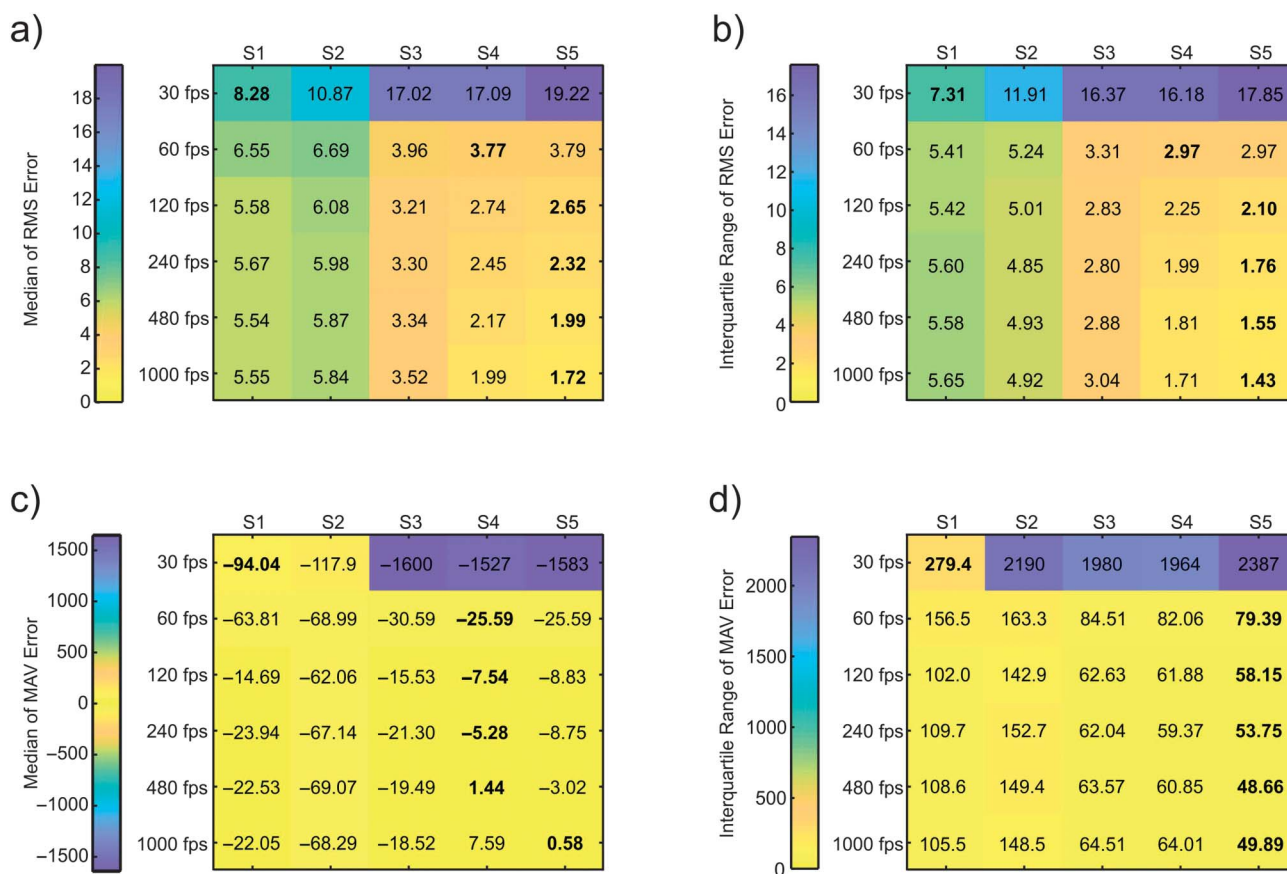 a)
S1 S2 S3 S4 S5
Median of RMS Error
18
16
14
12
10
8
6
4
2
0
30 fps 8.28 10.87 17.02 17.09 19.22
60 fps 6.55 6.69 3.96 3.77 3.79
120 fps 5.58 6.08 3.21 2.74 2.65
240 fps 5.67 5.98 3.30 2.45 2.32
480 fps 5.54 5.87 3.34 2.17 1.99
1000 fps 5.55 5.84 3.52 1.99 1.72
b)
S1 S2 S3 S4 S5
Interquartile Range of RMS Error
16
14
12
10
8
6
4
2
0
30 fps 7.31 11.91 16.37 16.18 17.85
60 fps 5.41 5.24 3.31 2.97 2.97
120 fps 5.42 5.01 2.83 2.25 2.10
240 fps 5.60 4.85 2.80 1.99 1.76
480 fps 5.58 4.93 2.88 1.81 1.55
1000 fps 5.65 4.92 3.04 1.71 1.43
c)
S1 S2 S3 S4 S5
Median of MAV Error
1500
1000
500
0
−500
−1000
−1500
30 fps −94.04 −117.9 −1600 −1527 −1583
60 fps −63.81 −68.99 −30.59 −25.59 −25.59
120 fps −14.69 −62.06 −15.53 −7.54 −8.83
240 fps −23.94 −67.14 −21.30 −5.28 −8.75
480 fps −22.53 −69.07 −19.49 1.44 −3.02
1000 fps −22.05 −68.29 −18.52 7.59 0.58
d)
S1 S2 S3 S4 S5
Interquartile Range of MAV Error
2000
1500
1000
500
0
30 fps 279.4 2190 1980 1964 2387
60 fps 156.5 163.3 84.51 82.06 79.39
120 fps 102.0 142.9 62.63 61.88 58.15
240 fps 109.7 152.7 62.04 59.37 53.75
480 fps 108.6 149.4 63.57 60.85 48.66
1000 fps 105.5 148.5 64.51 64.01 49.89